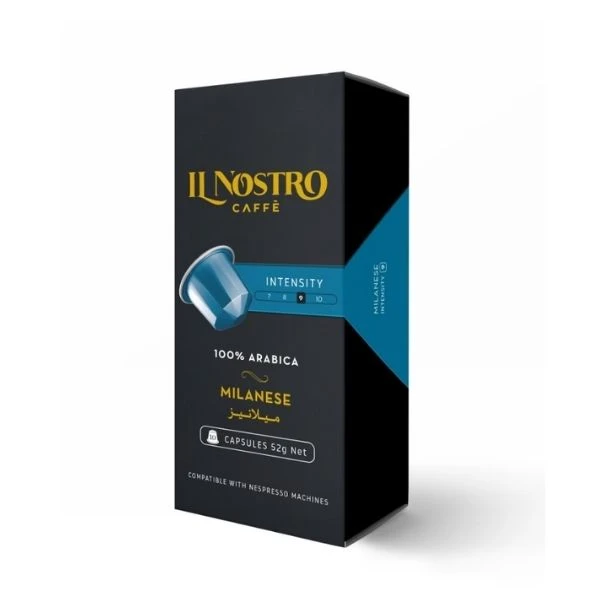 IL NOSTRO
CAFFÈ
INTENSITY
7 8 9 10
100% ARABICA
MILANESE
ميلانيز
10 CAPSULES 52g Net
COMPATIBLE WITH NESPRESSO MACHINES
MILANESE
INTENSITY 9